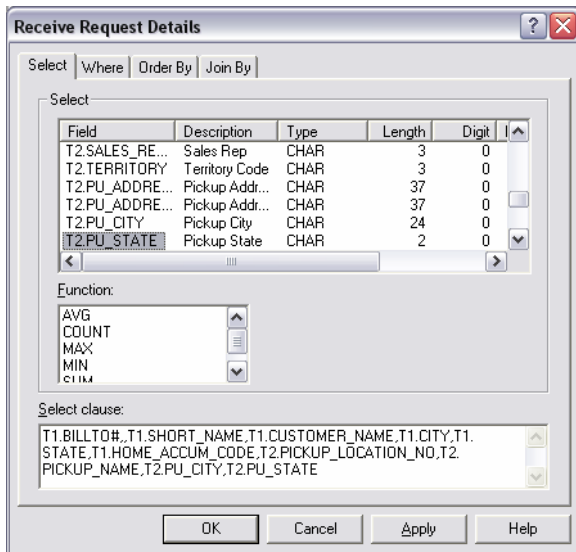 Receive Request Details
Select Where Order By Join By
Select
Field Description Type Length Digit
T2.SALES_RE... Sales Rep CHAR 3 0
T2.TERRITORY Territory Code CHAR 3 0
T2.PU_ADDRE... Pickup Addr... CHAR 37 0
T2.PU_ADDRE... Pickup Addr... CHAR 37 0
T2.PU_CITY Pickup City CHAR 24 0
T2.PU_STATE Pickup State CHAR 2 0
Function:
AVG
COUNT
MAX
MIN
SUM
Select clause:
T1.BILLTO#,,T1.SHORT_NAME,T1.CUSTOMER_NAME,T1.CITY,T1.
STATE,T1.HOME_ACCUM_CODE,T2.PICKUP_LOCATION_NO,T2.
PICKUP_NAME,T2.PU_CITY,T2.PU_STATE
OK Cancel Apply Help